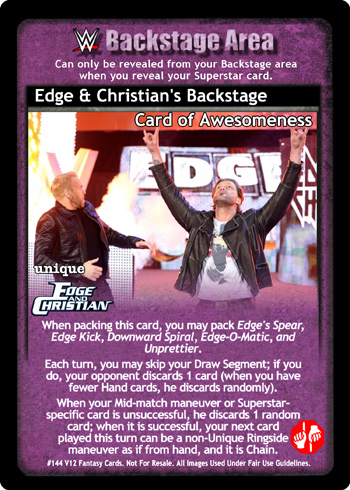 W Backstage Area
Can only be revealed from your Backstage area
when you reveal your Superstar card.
Edge & Christian's Backstage
Card of Awesomeness
EDGE
unique
EDGE
AND
CHRISTIAN
When packing this card, you may pack Edge's Spear,
Edge Kick, Downward Spiral, Edge-O-Matic, and
Unprettier.
Each turn, you may skip your Draw Segment; if you
do, your opponent discards 1 card (when you have
fewer Hand cards, he discards randomly).
When your Mid-match maneuver or Superstar-
specific card is unsuccessful, he discards 1 random
card; when it is successful, your next card
played this turn can be a non-Unique Ringside
maneuver as if from hand, and it is Chain.
#144 V12 Fantasy Cards. Not For Resale. All Images Used Under Fair Use Guidelines.